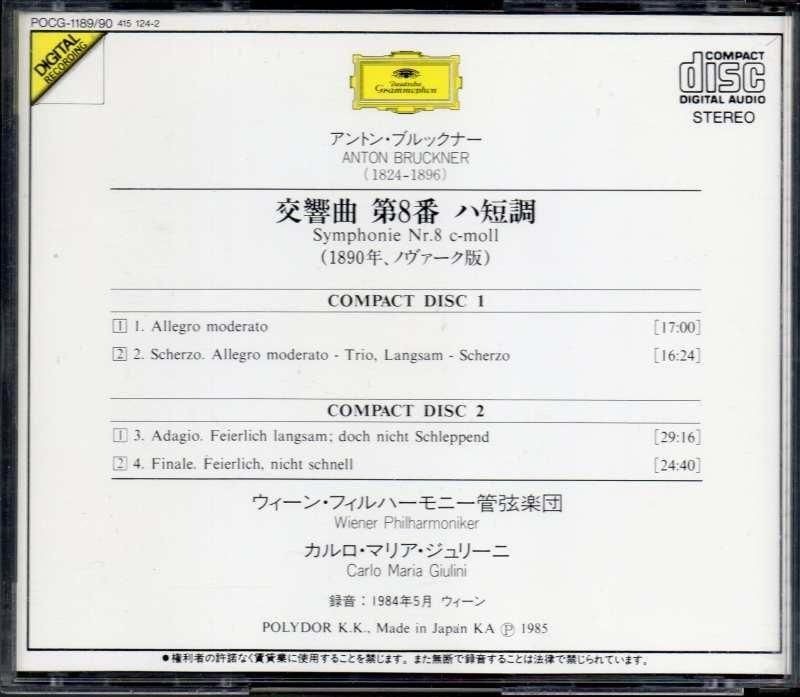 POCG-1189/90 415 124-2
DIGITAL
RECORDING
Deutsche
Grammophon
COMPACT
disc
DIGITAL AUDIO
STEREO
アントン・ブルックナー
ANTON BRUCKNER
(1824-1896)
交響曲 第8番 ハ短調
Symphonie Nr.8 c-moll
(1890年、ノヴァーク版)
COMPACT DISC 1
1 1. Allegro moderato [17:00]
2 2. Scherzo. Allegro moderato - Trio, Langsam - Scherzo [16:24]
COMPACT DISC 2
1 3. Adagio. Feierlich langsam; doch nicht Schleppend [29:16]
2 4. Finale. Feierlich, nicht schnell [24:40]
ウィーン・フィルハーモニー管弦楽団
Wiener Philharmoniker
カルロ・マリア・ジュリーニ
Carlo Maria Giulini
録音:1984年5月 ウィーン
POLYDOR K.K., Made in Japan KA Ⓟ 1985
●権利者の許諾なく賃貸業に使用することを禁じます。また無断で録音することは法律で禁じられています。